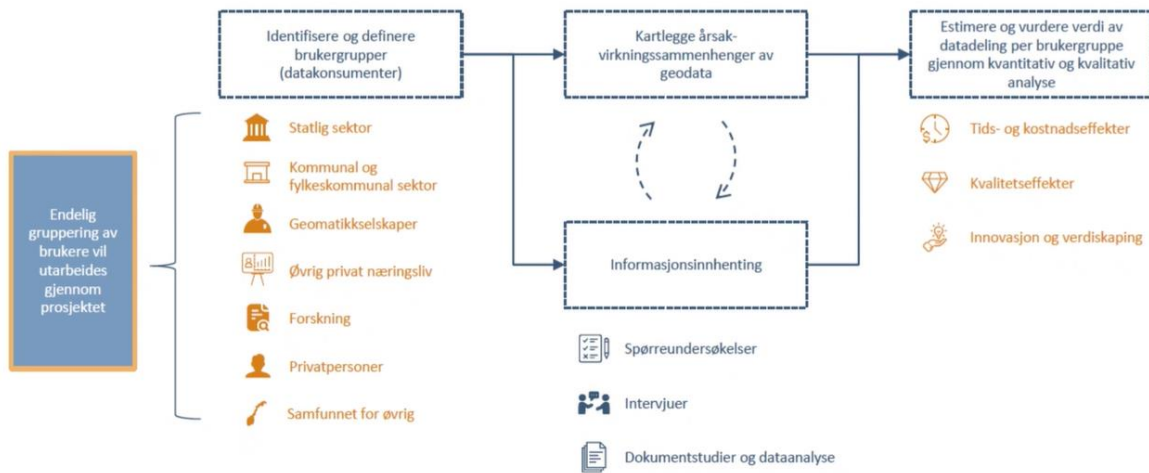 Identifisere og definere
brukergrupper
(datakonsumenter)
Kartlegge årsak-
virkningssammenhenger av
geodata
Estimere og vurdere verdi av
datadeling per brukergruppe
gjennom kvantitativ og kvalitativ
analyse
Endelig
gruppering av
brukere vil
utarbeides
gjennom
prosjektet
Statlig sektor
Kommunal og
fylkeskommunal sektor
Geomatikkselskaper
Øvrig privat næringsliv
Forskning
Privatpersoner
Samfunnet for øvrig
Informasjonsinnhenting
Spørreundersøkelser
Intervjuer
Dokumentstudier og dataanalyse
$
Tids- og kostnadseffekter
Kvalitetseffekter
Innovasjon og verdiskaping